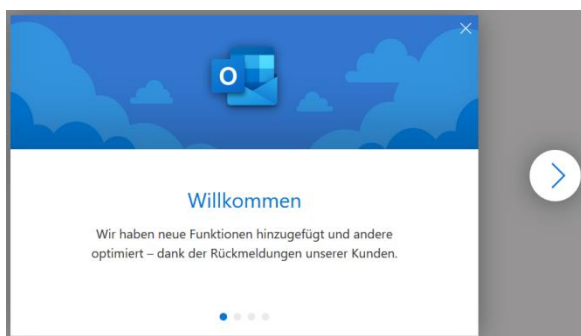 O
Willkommen
Wir haben neue Funktionen hinzugefügt und andere
optimiert – dank der Rückmeldungen unserer Kunden.